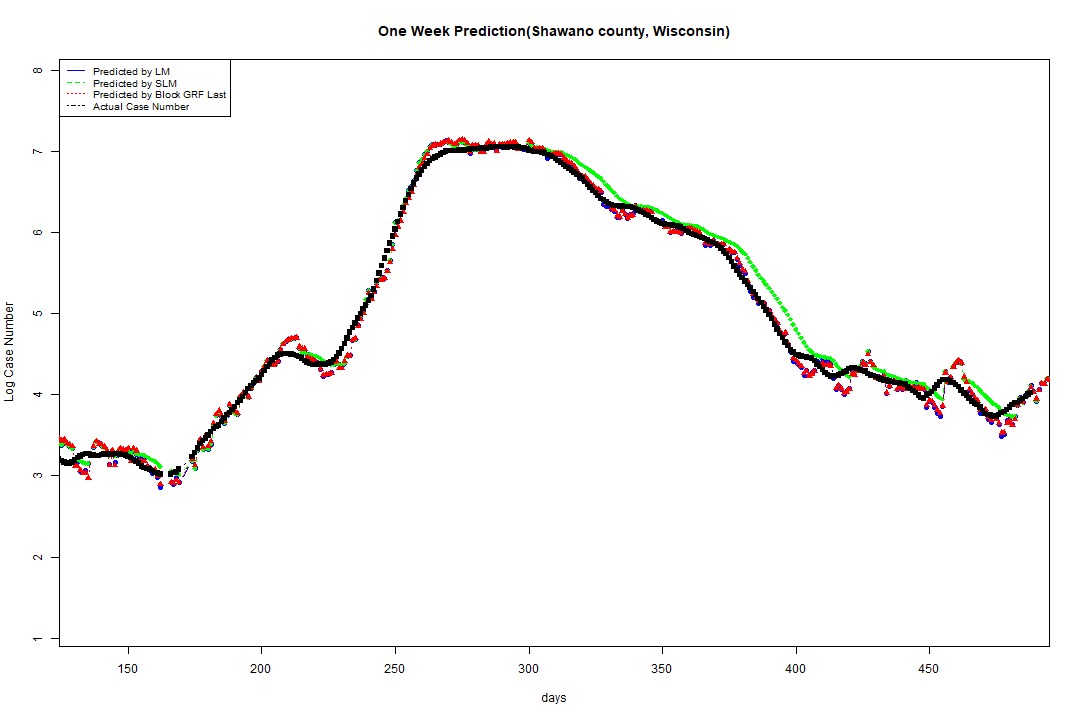 One Week Prediction(Shawano county, Wisconsin)
Predicted by LM
Predicted by SLM
Predicted by Block GRF Last
Actual Case Number
8
7
6
5
4
3
2
1
Log Case Number
150 200 250 300 350 400 450
days